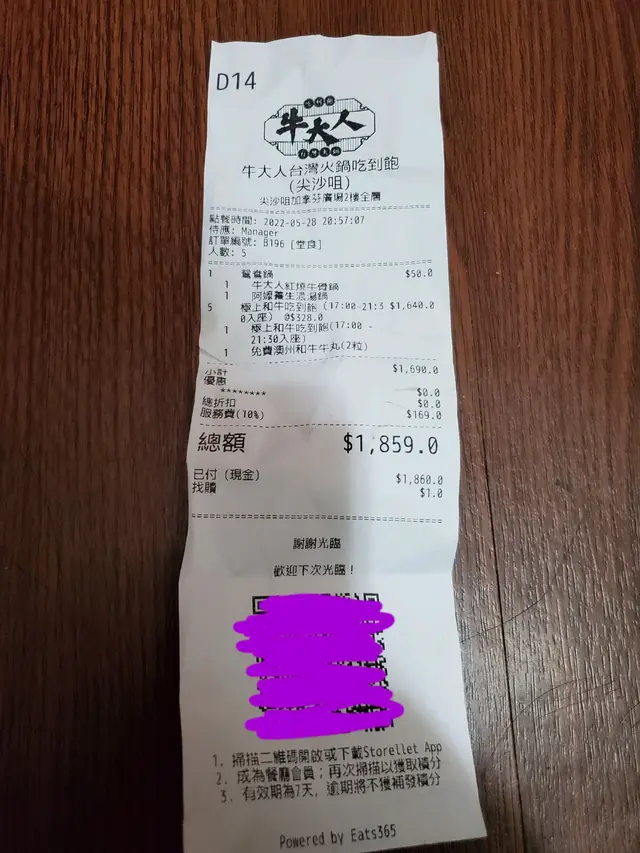 D14
吃到飽
牛大人
台灣火鍋
牛大人台灣火鍋吃到飽
(尖沙咀)
尖沙咀加拿芬廣場2樓全層
點餐時間: 2022-05-28 20:57:07
侍應: Manager
訂單編號: B196 [堂食]
人數: 5
1 鴛鴦鍋 $50.0
1 牛大人紅燒牛骨鍋
1 阿嬤養生濃湯鍋
5 極上和牛吃到飽 (17:00-21:3 $1,640.0
0入座) @$328.0
1 極上和牛吃到飽(17:00 -
21:30入座)
1 免費澳州和牛牛丸(2粒)
小計 $1,690.0
優惠
******** $0.0
總折扣 $0.0
服務費(10%) $169.0
總額 $1,859.0
已付 (現金) $1,860.0
找贖 $1.0
謝謝光臨
歡迎下次光臨!
1. 掃描二維碼開啟或下載Storellet App
2. 成為餐廳會員;再次掃描以獲取積分
3. 有效期為7天, 逾期將不獲補發積分
Powered by Eats365